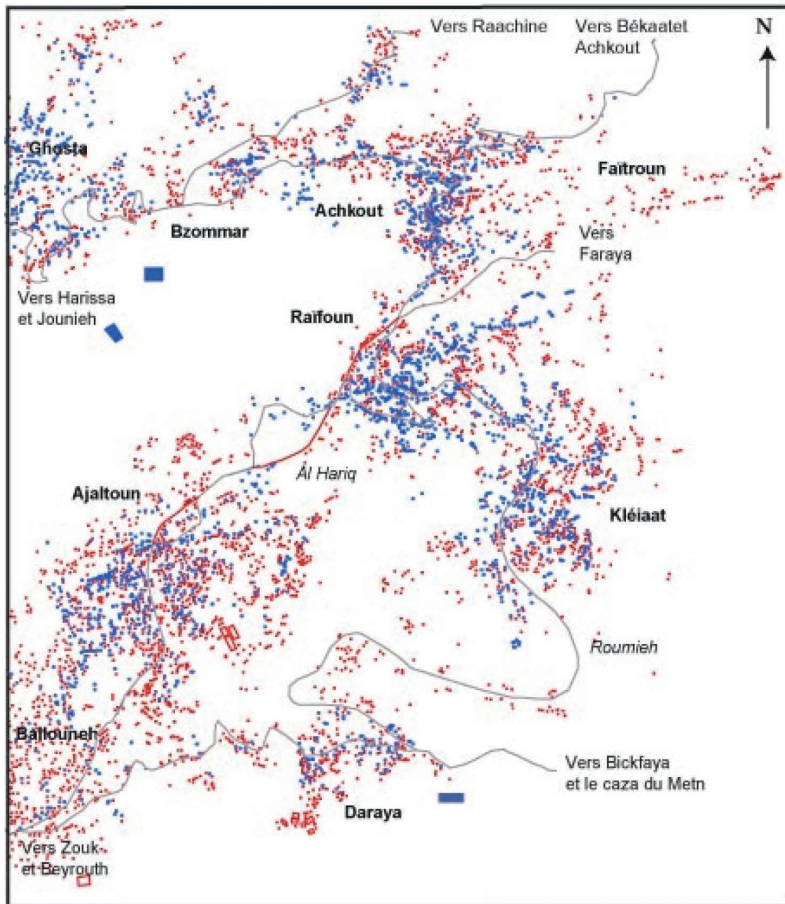 Vers Raachine
Vers Békaatet
Achkout
N
Ghosta
Faïtroun
Achkout
Bzommar
Vers
Faraya
Vers Harissa
et Jounieh
Raïfoun
Al Hariq
Ajaltoun
Kléiaat
Roumieh
Ballouneh
Vers Bickfaya
et le caza du Metn
Daraya
Vers Zouk
et Beyrouth